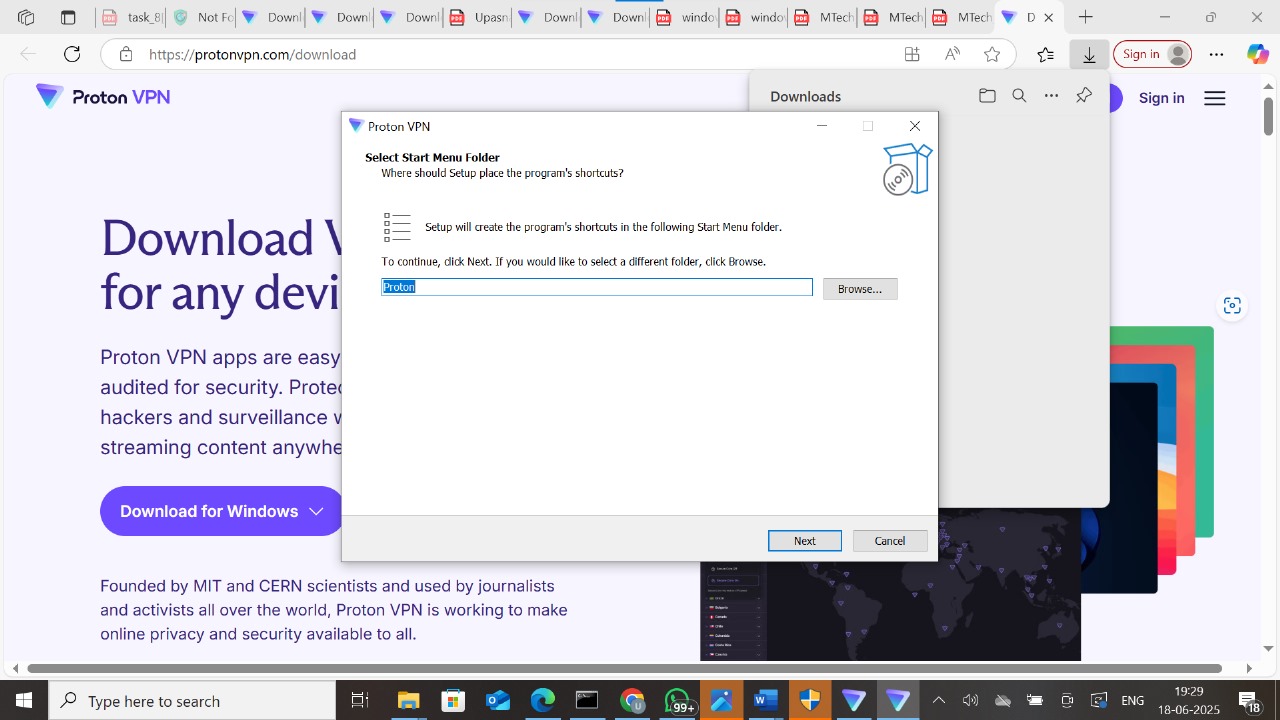 task_8
Not Fo
Downl
Downl
Downl
Upasn
Downl
Downl
windo
windo
MTech
MTech
MTech
D
https://protonvpn.com/download
Sign in
Proton VPN
Downloads
Sign in
Proton VPN
Select Start Menu Folder
Where should Setup place the program's shortcuts?
Setup will create the program's shortcuts in the following Start Menu folder.
To continue, click Next. If you would like to select a different folder, click Browse.
Proton
Browse...
Next
Cancel
Download V
for any devi
Proton VPN apps are easy
audited for security. Protec
hackers and surveillance w
streaming content anywhe
Download for Windows
Founded by MIT and CERN scientists and used by journalists
and activists all over the world, Proton VPN is working to make
online privacy and security available to all.
Bulgaria
Canada
Chile
Colombia
Costa Rica
Type here to search
99+
ENG
19:29
18-06-2025
18